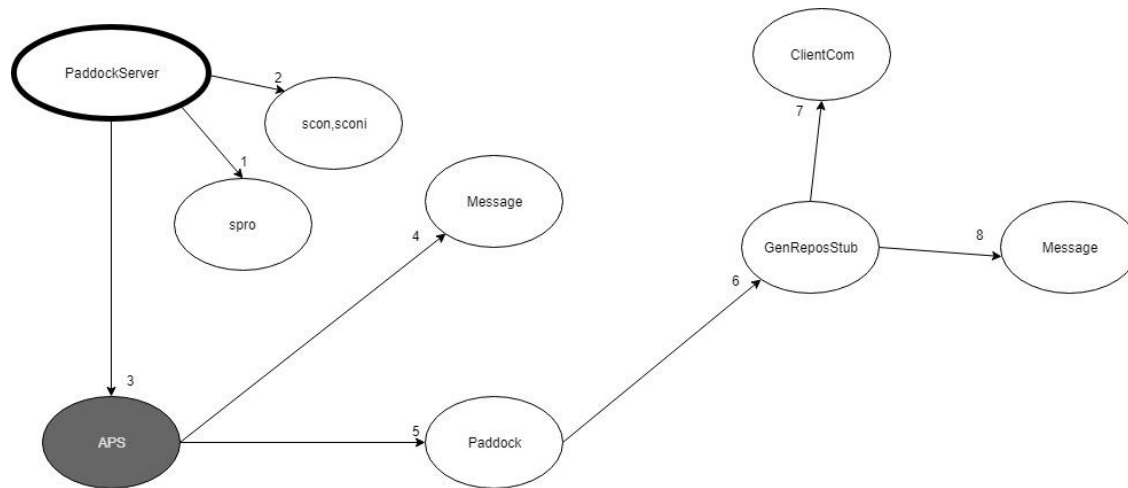 PaddockServer
2
scon,sconi
1
spro
3
APS
4
Message
5
Paddock
6
GenReposStub
7
ClientCom
8
Message